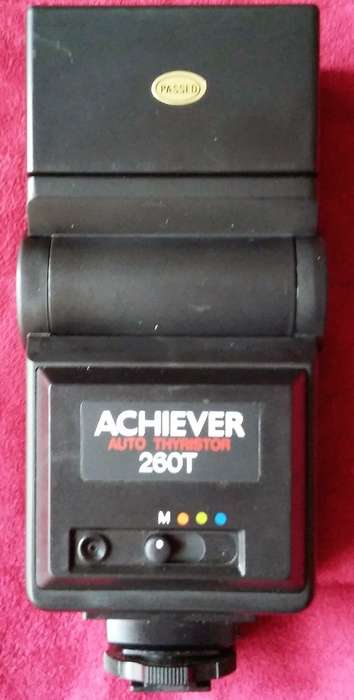 PASSED
ACHIEVER
AUTO THYRISTOR
260T
M